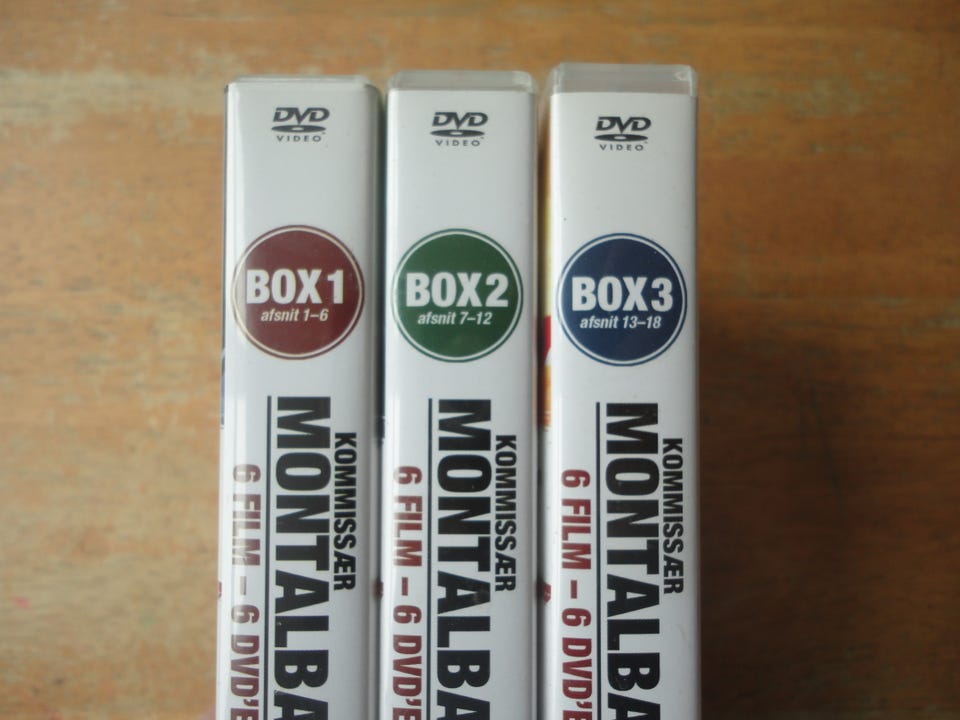 DVD
VIDEO
BOX 1
afsnit 1–6
KOMMISSÆR
MONTALBA
6 FILM – 6 DVD'E
DVD
VIDEO
BOX 2
afsnit 7–12
KOMMISSÆR
MONTALBA
6 FILM – 6 DVD'E
DVD
VIDEO
BOX 3
afsnit 13–18
KOMMISSÆR
MONTALBA
6 FILM – 6 DVD'E